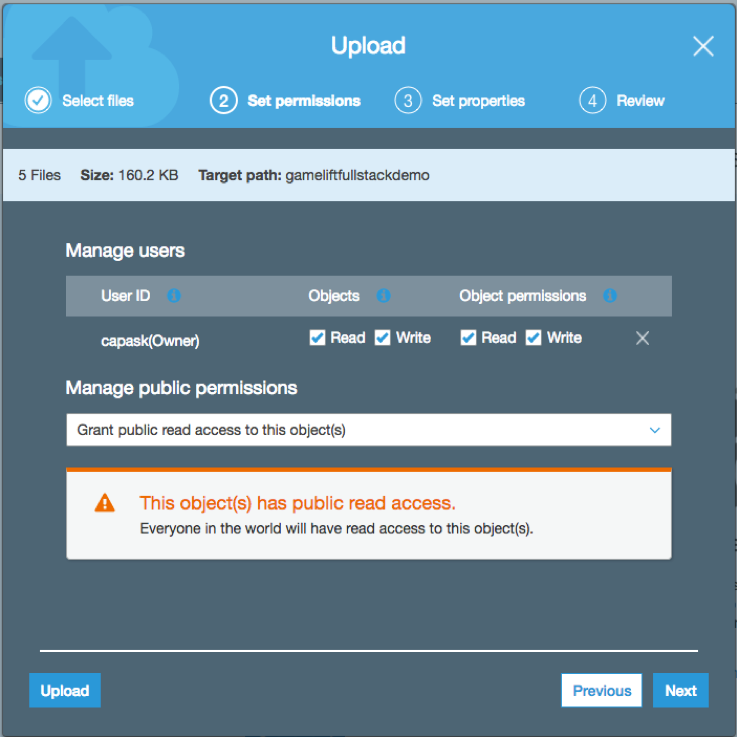 Upload
Select files 2 Set permissions 3 Set properties 4 Review
5 Files Size: 160.2 KB Target path: gameliftfullstackdemo
Manage users
User ID Objects Object permissions
capask(Owner) Read Write Read Write
Manage public permissions
Grant public read access to this object(s)
This object(s) has public read access.
Everyone in the world will have read access to this object(s).
Upload Previous Next